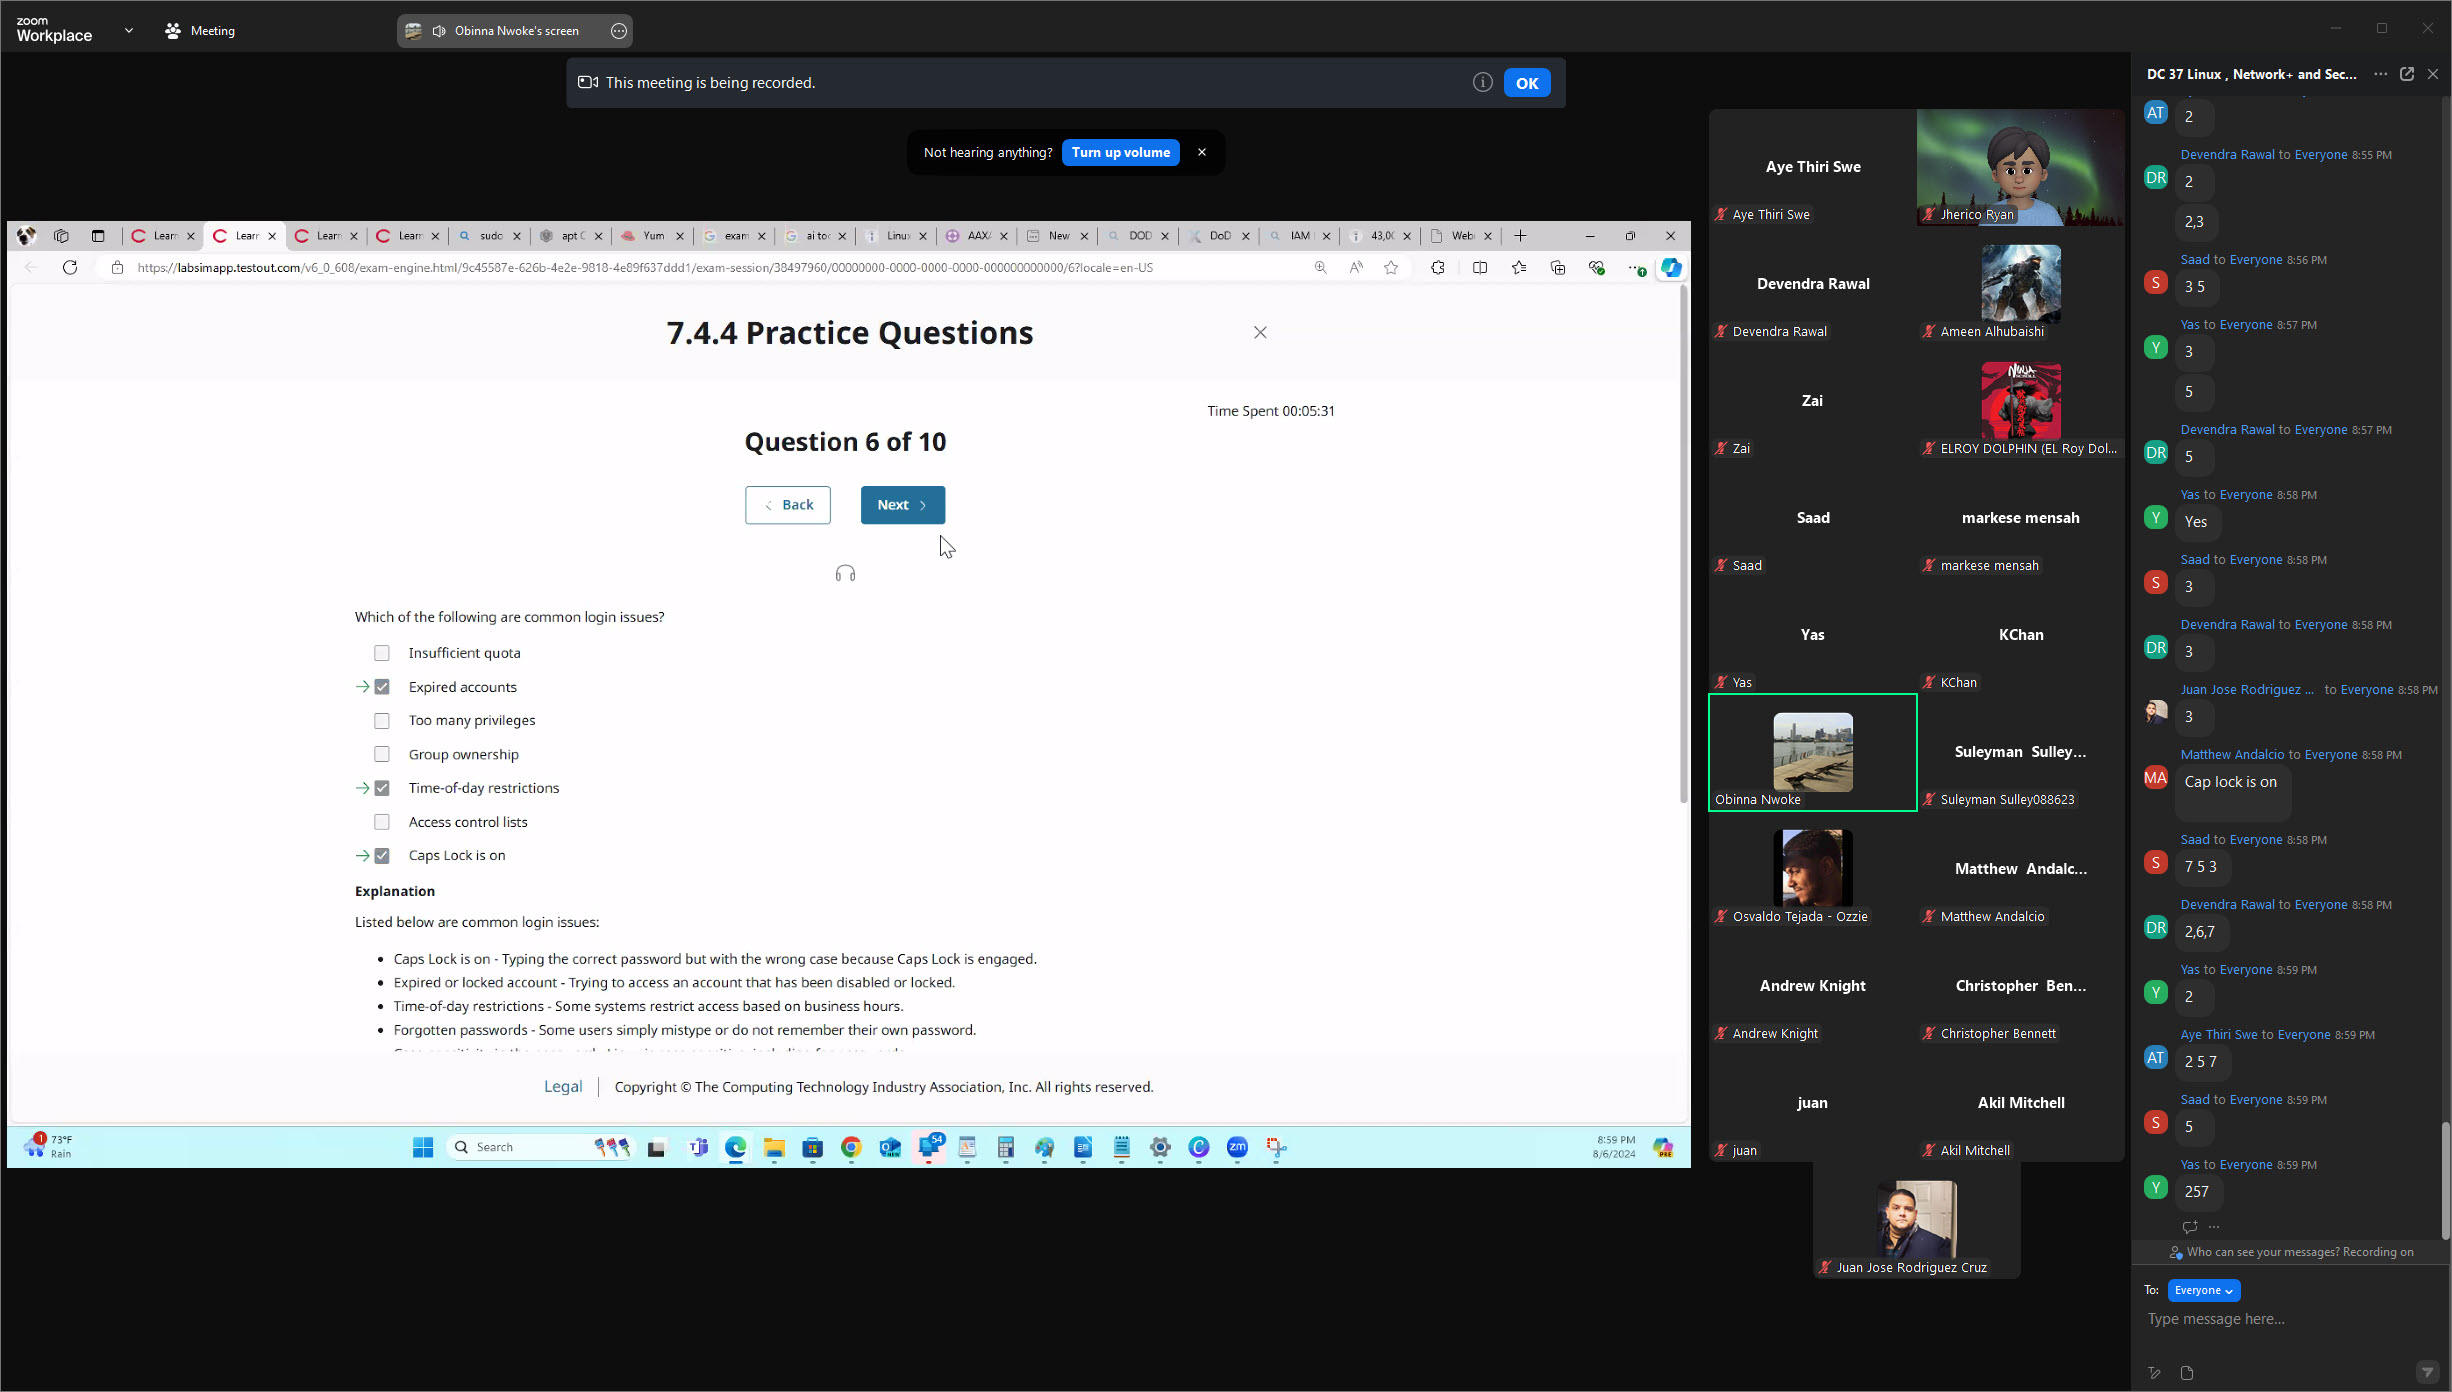 zoom
Workplace
Meeting
Obinna Nwoke's screen
This meeting is being recorded.
OK
Not hearing anything?
Turn up volume
Learn
Learn
Learn
Learn
sudo
apt C
Yum
exam
ai too
Linux
AAX/
New
DOD
DoD
IAM
43,0(
Web
https://labsimapp.testout.com/v6_0_608/exam-engine.html/9c45587e-626b-4e2e-9818-4e89f637ddd1/exam-session/38497960/00000000-0000-0000-0000-000000000000/6?locale=en-US
7.4.4 Practice Questions
Time Spent 00:05:31
Question 6 of 10
Back
Next
Which of the following are common login issues?
Insufficient quota
Expired accounts
Too many privileges
Group ownership
Time-of-day restrictions
Access control lists
Caps Lock is on
Explanation
Listed below are common login issues:
Caps Lock is on - Typing the correct password but with the wrong case because Caps Lock is engaged.
Expired or locked account - Trying to access an account that has been disabled or locked.
Time-of-day restrictions - Some systems restrict access based on business hours.
Forgotten passwords - Some users simply mistype or do not remember their own password.
Legal
Copyright © The Computing Technology Industry Association, Inc. All rights reserved.
1
73°F
Rain
Search
54
8:59 PM
8/6/2024
Aye Thiri Swe
Aye Thiri Swe
Jherico Ryan
Devendra Rawal
Devendra Rawal
Ameen Alhubaishi
Zai
Zai
ELROY DOLPHIN (EL Roy Dol...
Saad
Saad
markese mensah
markese mensah
Yas
Yas
KChan
KChan
Obinna Nwoke
Suleyman Sulley...
Suleyman Sulley088623
Osvaldo Tejada - Ozzie
Matthew Andalc...
Matthew Andalcio
Andrew Knight
Andrew Knight
Christopher Ben...
Christopher Bennett
juan
juan
Akil Mitchell
Akil Mitchell
Juan Jose Rodriguez Cruz
DC 37 Linux , Network+ and Sec...
AT
2
Devendra Rawal to Everyone 8:55 PM
DR
2
2,3
Saad to Everyone 8:56 PM
S
3 5
Yas to Everyone 8:57 PM
Y
3
5
Devendra Rawal to Everyone 8:57 PM
DR
5
Yas to Everyone 8:58 PM
Y
Yes
Saad to Everyone 8:58 PM
S
3
Devendra Rawal to Everyone 8:58 PM
DR
3
Juan Jose Rodriguez ... to Everyone 8:58 PM
3
Matthew Andalcio to Everyone 8:58 PM
MA
Cap lock is on
Saad to Everyone 8:58 PM
S
7 5 3
Devendra Rawal to Everyone 8:58 PM
DR
2,6,7
Yas to Everyone 8:59 PM
Y
2
Aye Thiri Swe to Everyone 8:59 PM
AT
2 5 7
Saad to Everyone 8:59 PM
S
5
Yas to Everyone 8:59 PM
Y
257
Who can see your messages? Recording on
To:
Everyone
Type message here...